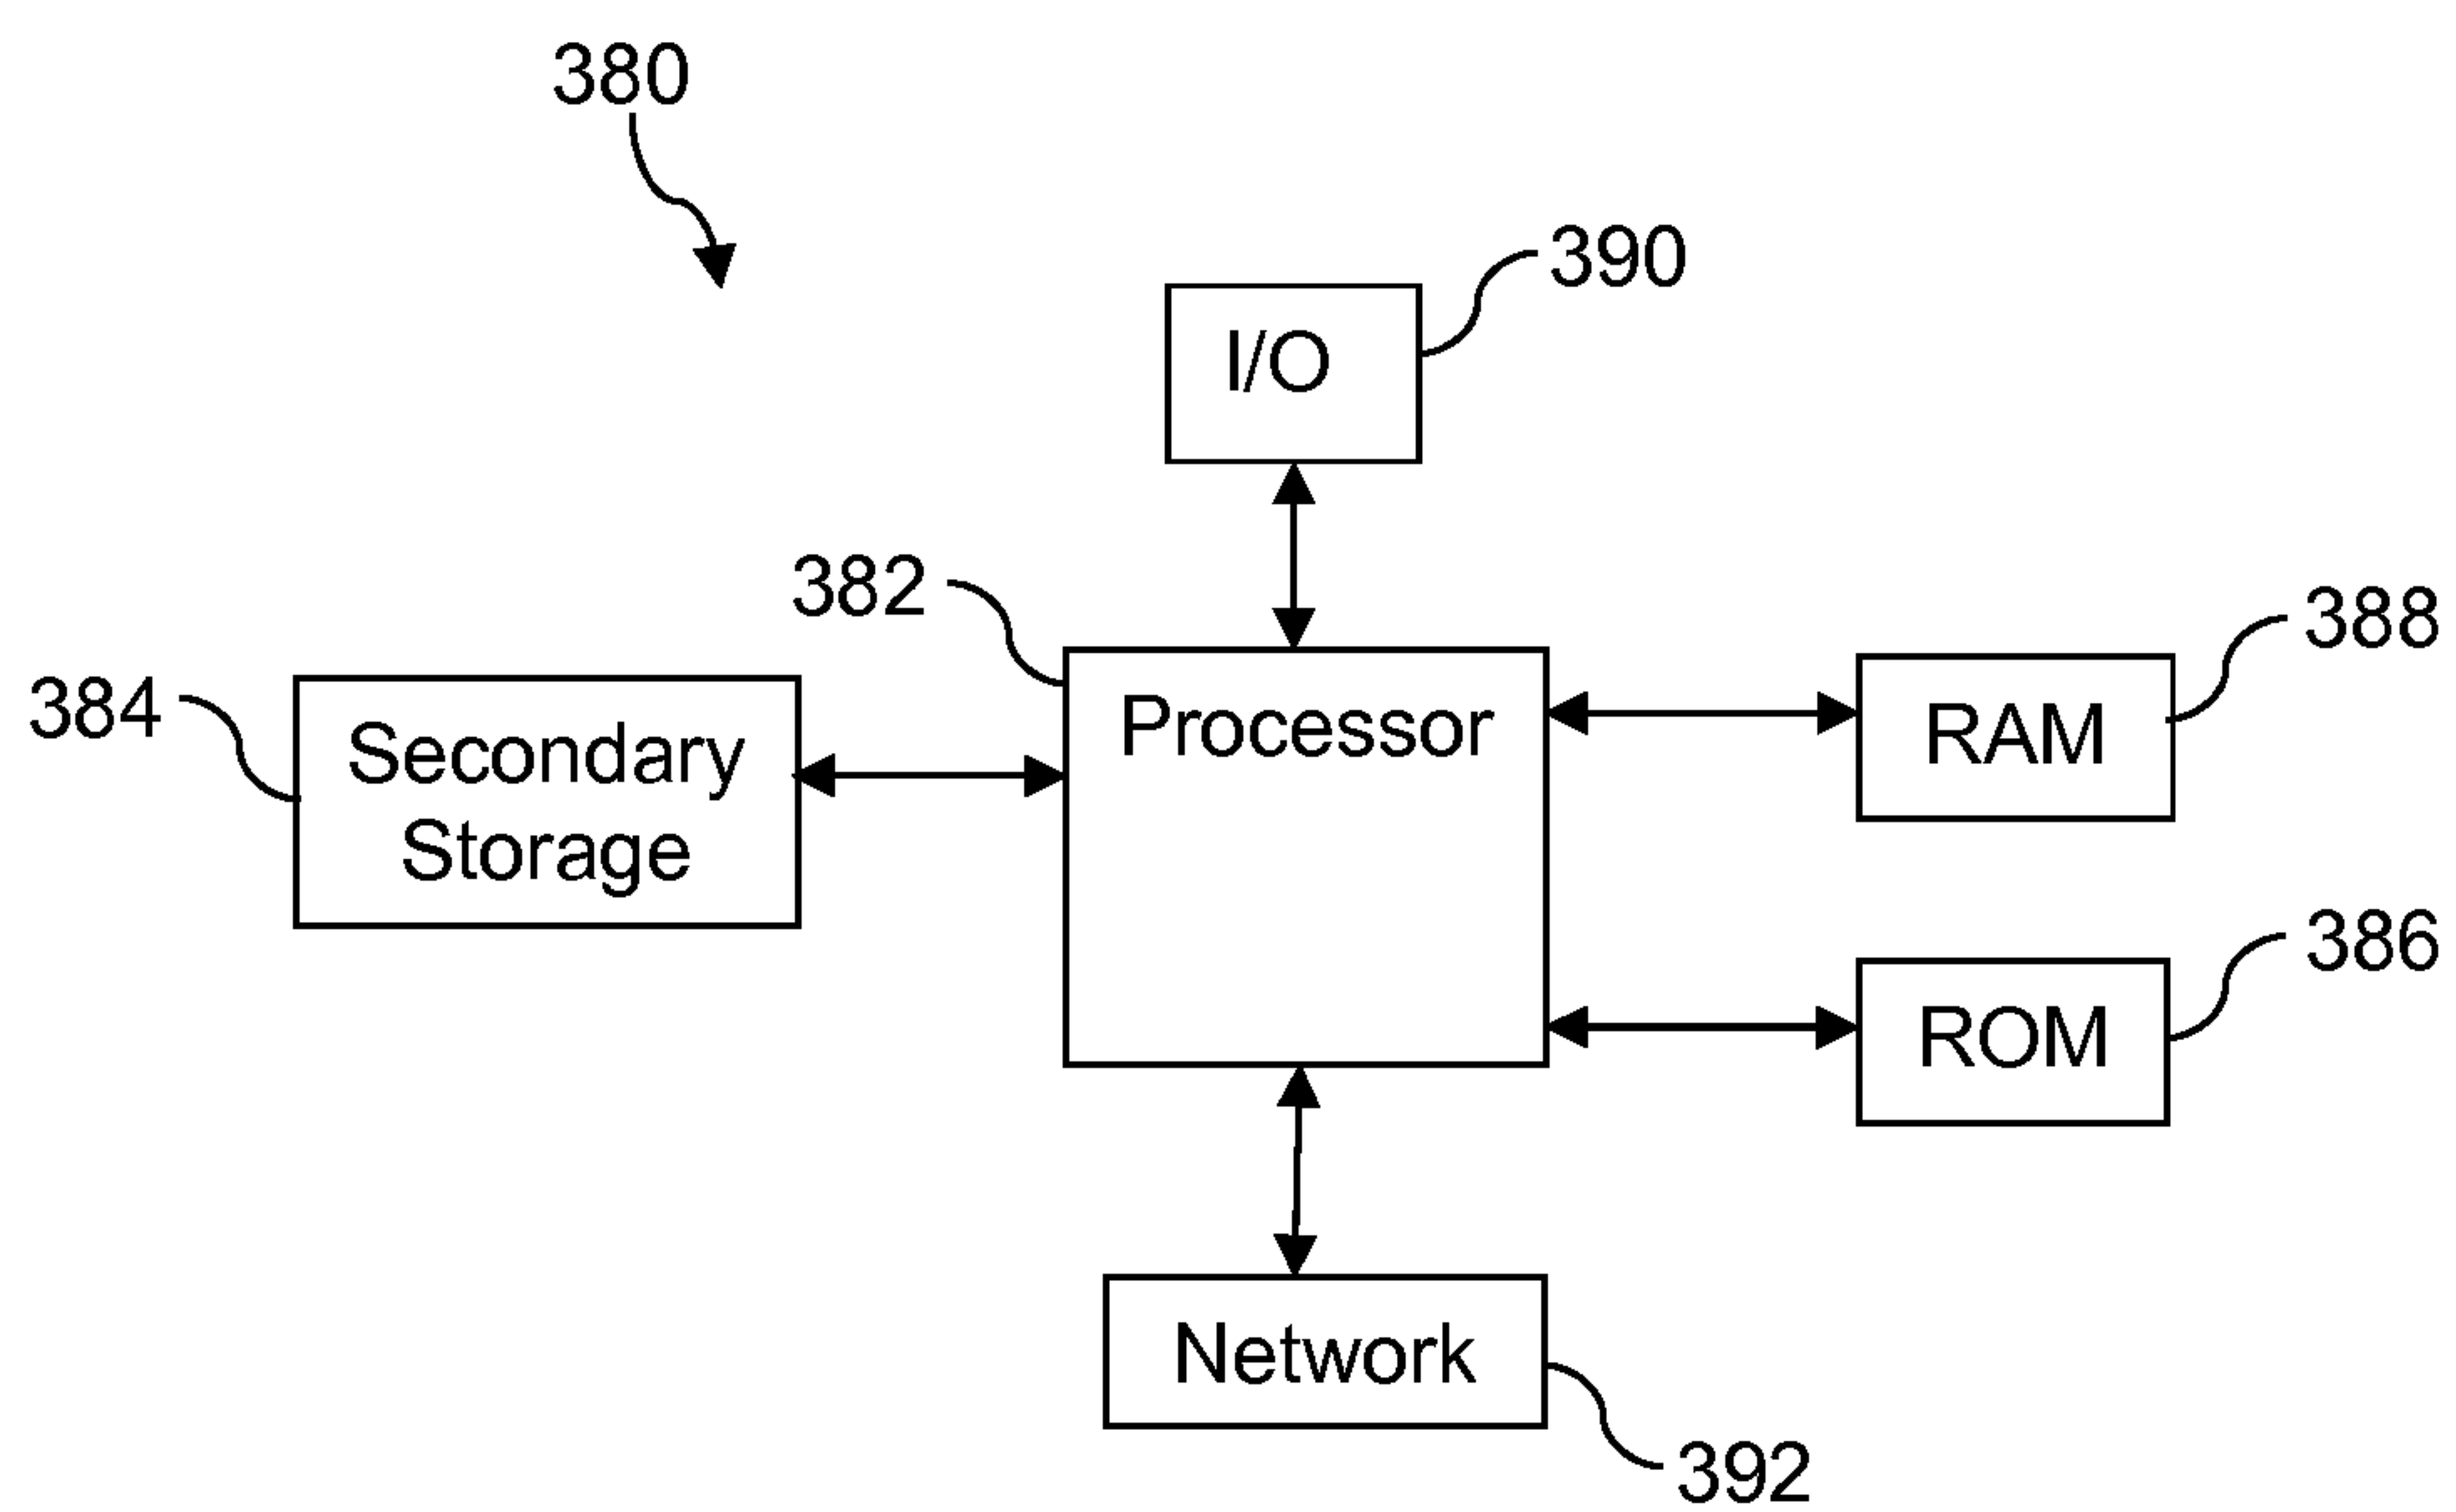 380
390
I/O
382
388
384
Processor
RAM
Secondary
Storage
386
ROM
Network
392